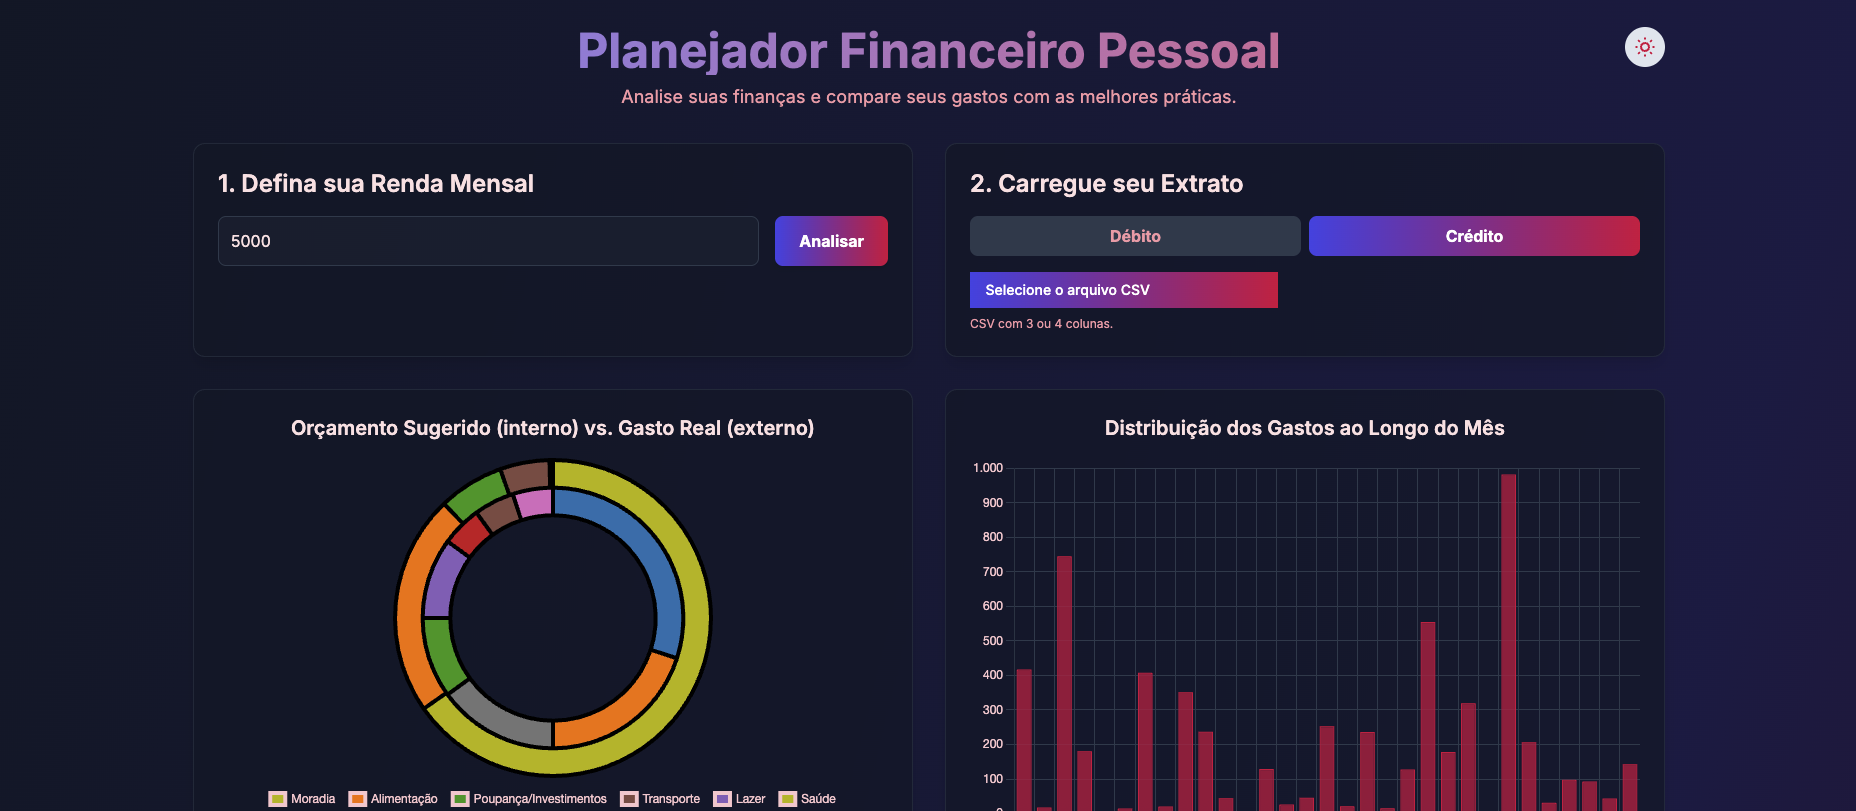 Planejador Financeiro Pessoal
Analise suas finanças e compare seus gastos com as melhores práticas.
1. Defina sua Renda Mensal
5000
Analisar
2. Carregue seu Extrato
Débito
Crédito
Selecione o arquivo CSV
CSV com 3 ou 4 colunas.
Orçamento Sugerido (interno) vs. Gasto Real (externo)
Moradia
Alimentação
Poupança/Investimentos
Transporte
Lazer
Saúde
Distribuição dos Gastos ao Longo do Mês
1.000
900
800
700
600
500
400
300
200
100